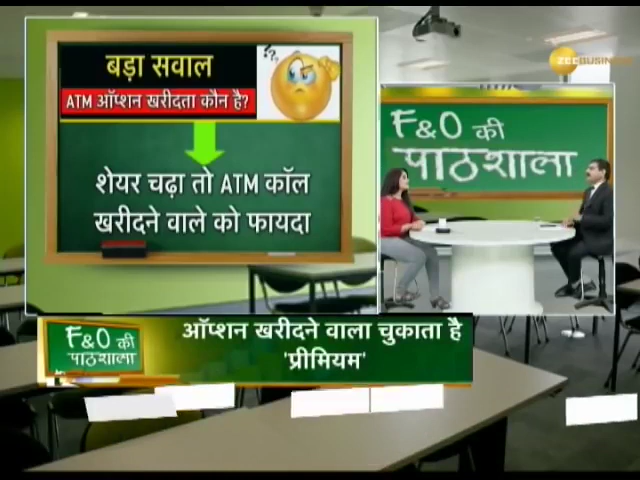 बड़ा सवाल
ATM ऑप्शन खरीदता कौन है?
शेयर चढ़ा तो ATM कॉल
खरीदने वाले को फायदा
ZEE BUSINESS
F&O की
पाठशाला
F&O की
पाठशाला
ऑप्शन खरीदने वाला चुकाता है
'प्रीमियम'